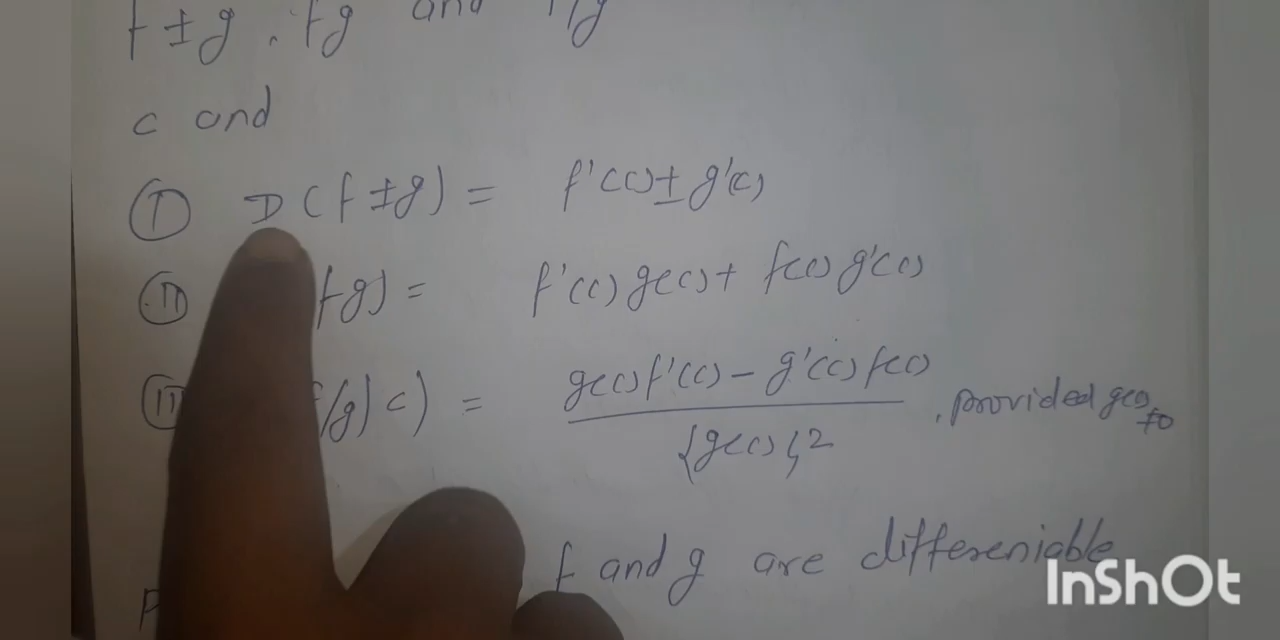 f ± g , fg and f/g
c and
(I) D (f ± g) = f'(c) ± g'(c)
(II) fg) = f'(c) g(c) + f(c) g'(c)
(III) /g) c) = g(c) f'(c) – g'(c) f(c) / {g(c)}2 , provided g(c) ≠0
f and g are differeniable
InShOt